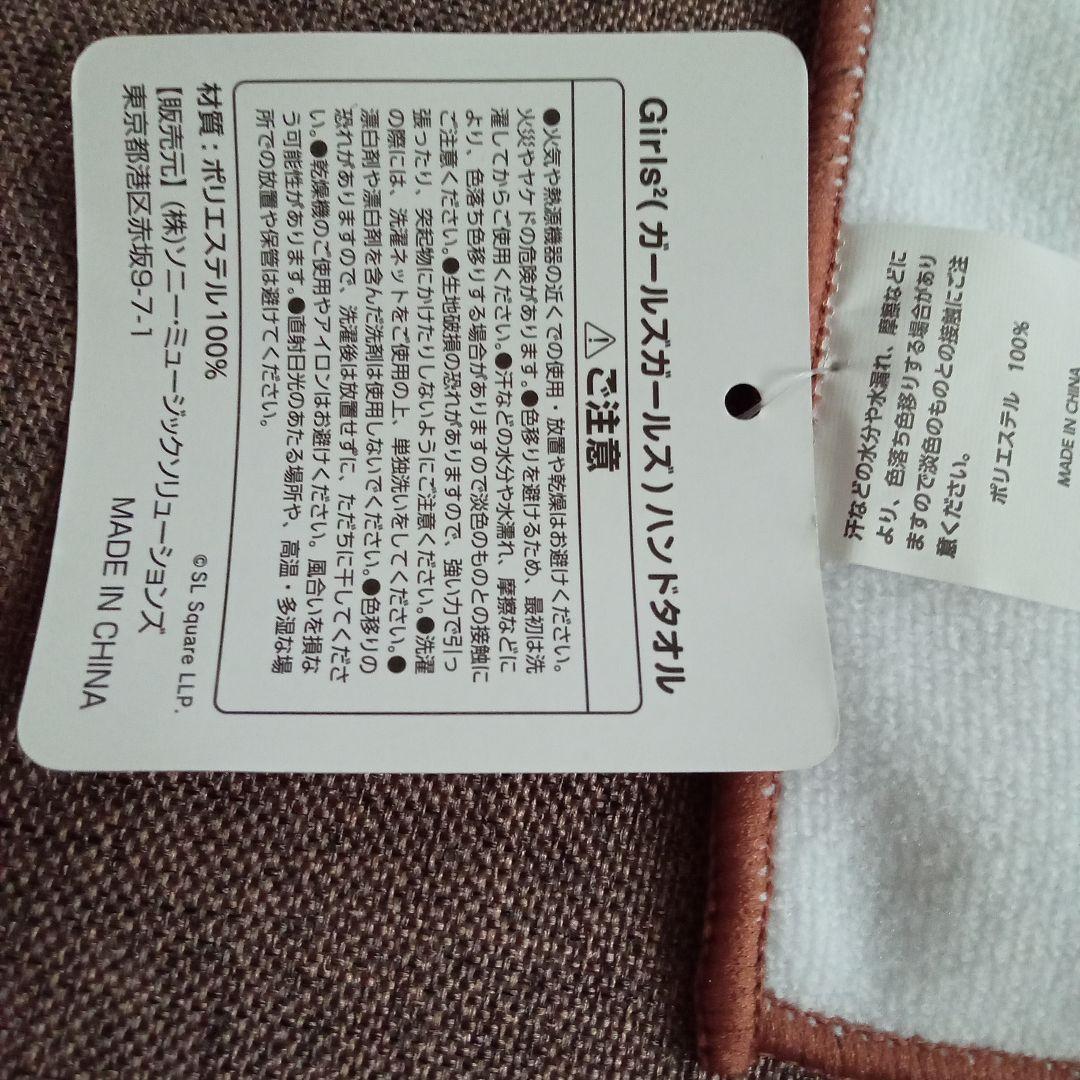 Girls²(ガールズガールズ)ハンドタオル
⚠ご注意
●火気や熱源機器の近くでの使用・放置や乾燥はお避けください。
火災やヤケドの危険があります。●色移りを避けるため、最初は洗
濯してからご使用ください。●汗などの水分や水濡れ、摩擦などに
より、色落ち色移りする場合がありますので淡色のものとの接触に
ご注意ください。●生地破損の恐れがありますので、強い力で引っ
張ったり、突起物にかけたりしないようにご注意ください。●洗濯
の際には、洗濯ネットをご使用の上、単独洗いをしてください。●
漂白剤や漂白剤を含んだ洗剤は使用しないでください。●色移りの
恐れがありますので、洗濯後は放置せずに、ただちに干してくださ
い。●乾燥機のご使用やアイロンはお避けください。風合いを損な
う可能性があります。●直射日光のあたる場所や、高温・多湿な場
所での放置や保管は避けてください。
材質：ポリエステル100%
©SL Square LLP.
【販売元】(株)ソニー・ミュージックソリューションズ
東京都港区赤坂9-7-1
MADE IN CHINA
汗などの水分や水濡れ、摩擦などに
より、色落ち色移りする場合があり
ますので淡色のものとの接触にご注
意ください。
ポリエステル 100%
MADE IN CHINA